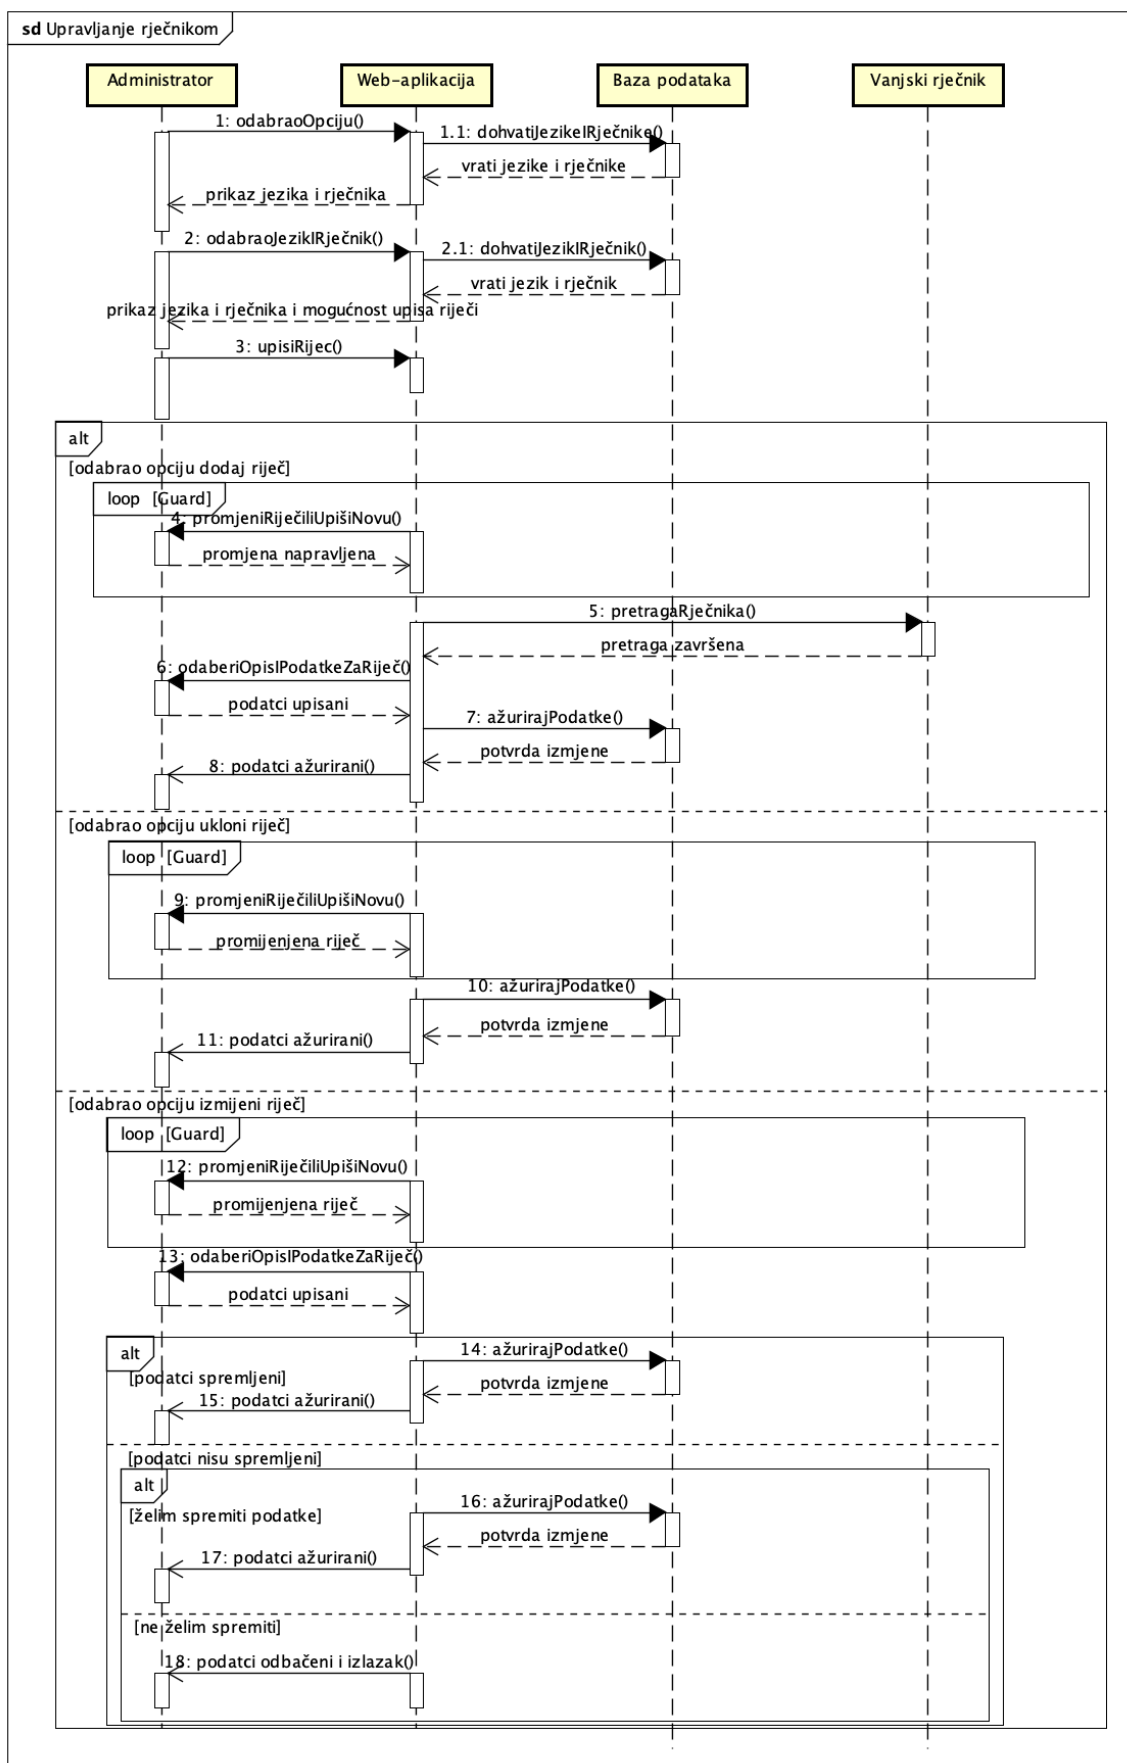 sd Upravljanje rječnikom
Administrator
Web-aplikacija
Baza podataka
Vanjski rječnik
1: odabraoOpciju()
1.1: dohvatiJezikeIRječnike()
vrati jezike i rječnike
prikaz jezika i rječnika
2: odabraoJezikIRječnik()
2.1: dohvatiJezikIRječnik()
vrati jezik i rječnik
prikaz jezika i rječnika i mogućnost upisa riječi
3: upisiRijec()
alt
[odabrao opciju dodaj riječ]
loop [Guard]
4: promjeniRiječiliUpišiNovu()
promjena napravljena
5: pretragaRječnika()
pretraga završena
6: odaberiOpisIPodatkeZaRiječ()
podatci upisani
7: ažurirajPodatke()
potvrda izmjene
8: podatci ažurirani()
[odabrao opciju ukloni riječ]
loop [Guard]
9: promjeniRiječiliUpišiNovu()
promijenjena riječ
10: ažurirajPodatke()
potvrda izmjene
11: podatci ažurirani()
[odabrao opciju izmijeni riječ]
loop [Guard]
12: promjeniRiječiliUpišiNovu()
promijenjena riječ
13: odaberiOpisIPodatkeZaRiječ()
podatci upisani
alt
14: ažurirajPodatke()
[podatci spremljeni]
potvrda izmjene
15: podatci ažurirani()
[podatci nisu spremljeni]
alt
16: ažurirajPodatke()
[želim spremiti podatke]
potvrda izmjene
17: podatci ažurirani()
[ne želim spremiti]
18: podatci odbačeni i izlazak()